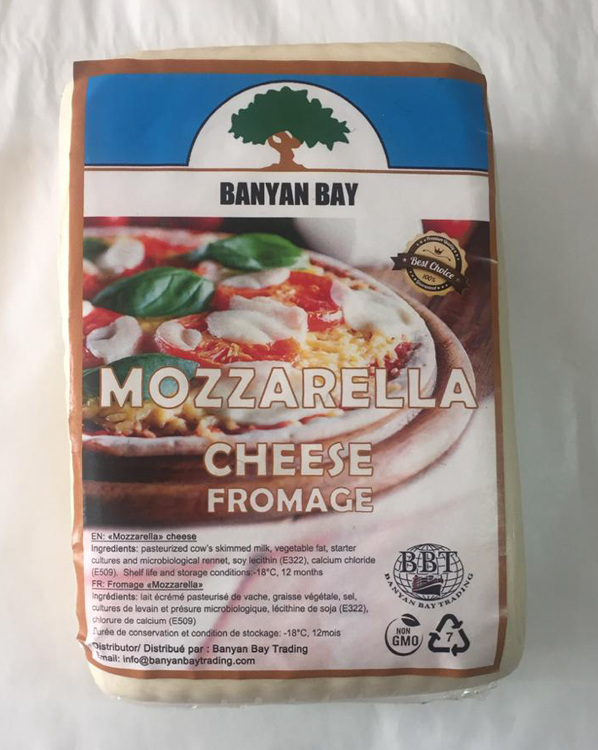 BANYAN BAY
Premium Quality
Best Choice
100%
MOZZARELLA
CHEESE
FROMAGE
EN: «Mozzarella» cheese
Ingredients: pasteurized cow's skimmed milk, vegetable fat, starter
cultures and microbiological rennet, soy lecithin (E322), calcium chloride
(E509). Shelf life and storage conditions -18°C, 12 months
FR: Fromage «Mozzarella»
Ingrédients: lait écrémé pasteurisé de vache, graisse végétale, sel,
cultures de levain et présure microbiologique, lécithine de soja (E322),
chlorure de calcium (E509)
Durée de conservation et condition de stockage: -18°C, 12mois
Distributor/ Distribué par : Banyan Bay Trading
Email: info@banyanbaytrading.com
BBT
BANYAN BAY TRADING
NON
GMO
7